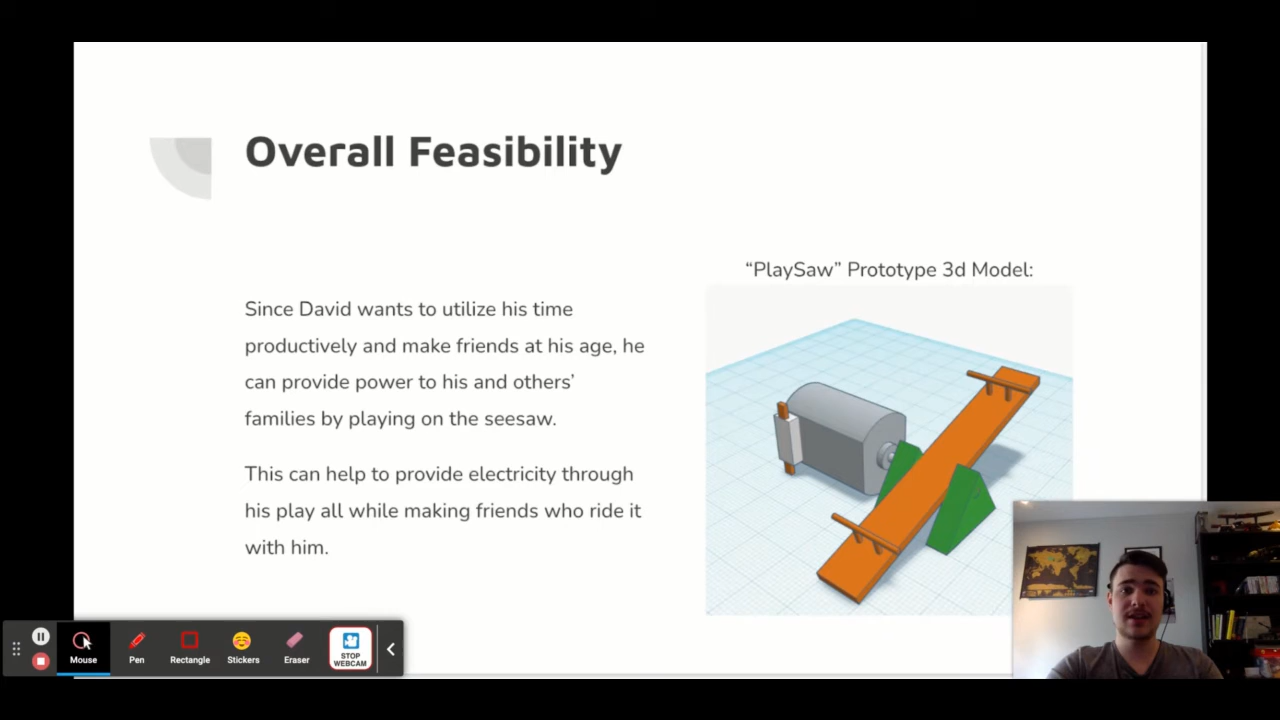 Overall Feasibility
Since David wants to utilize his time
productively and make friends at his age, he
can provide power to his and others’
families by playing on the seesaw.
This can help to provide electricity through
his play all while making friends who ride it
with him.
“PlaySaw” Prototype 3d Model:
Mouse
Pen
Rectangle
Stickers
Eraser
STOP
WEBCAM